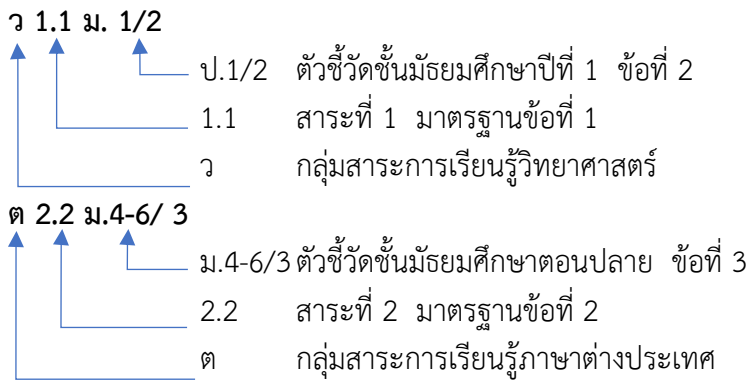 ว 1.1 ม. 1/2
ป.1/2 ตัวชี้วัดชั้นมัธยมศึกษาปีที่ 1 ข้อที่ 2
1.1 สาระที่ 1 มาตรฐานข้อที่ 1
ว กลุ่มสาระการเรียนรู้วิทยาศาสตร์
ต 2.2 ม.4-6/ 3
ม.4-6/3 ตัวชี้วัดชั้นมัธยมศึกษาตอนปลาย ข้อที่ 3
2.2 สาระที่ 2 มาตรฐานข้อที่ 2
ต กลุ่มสาระการเรียนรู้ภาษาต่างประเทศ